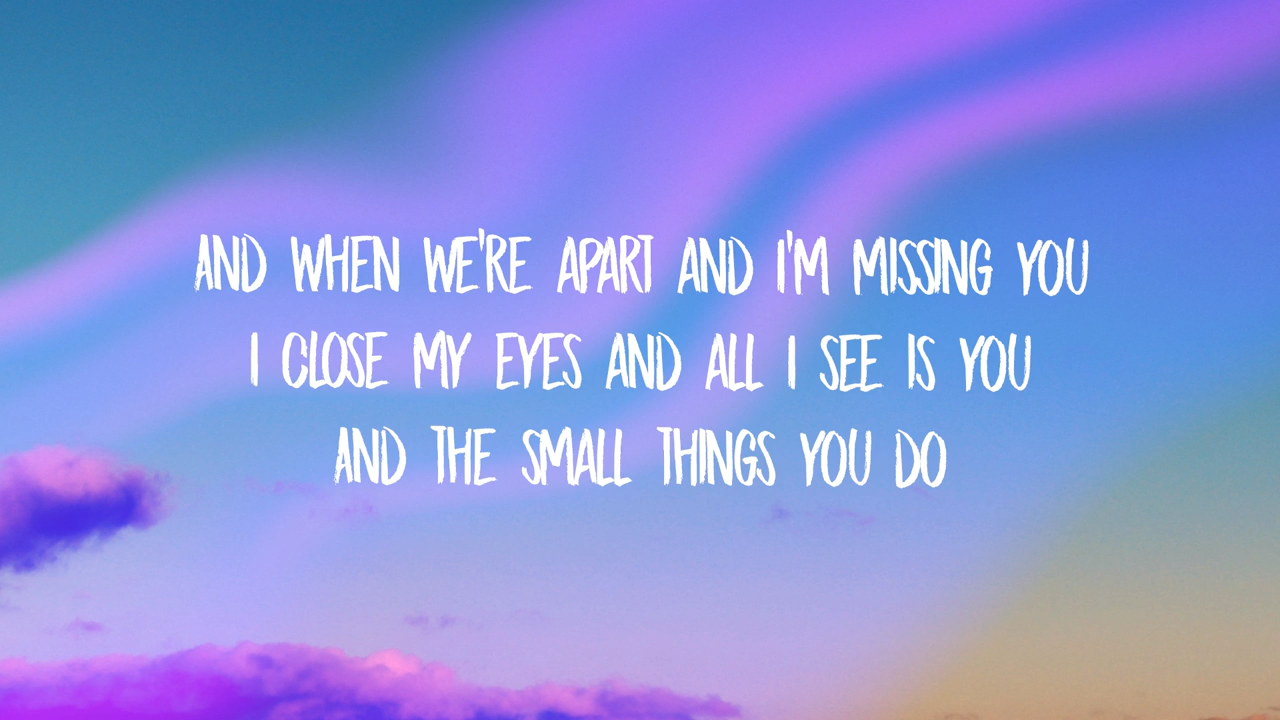 AND WHEN WE'RE APART AND I'M MISSING YOU
I CLOSE MY EYES AND ALL I SEE IS YOU
AND THE SMALL THINGS YOU DO